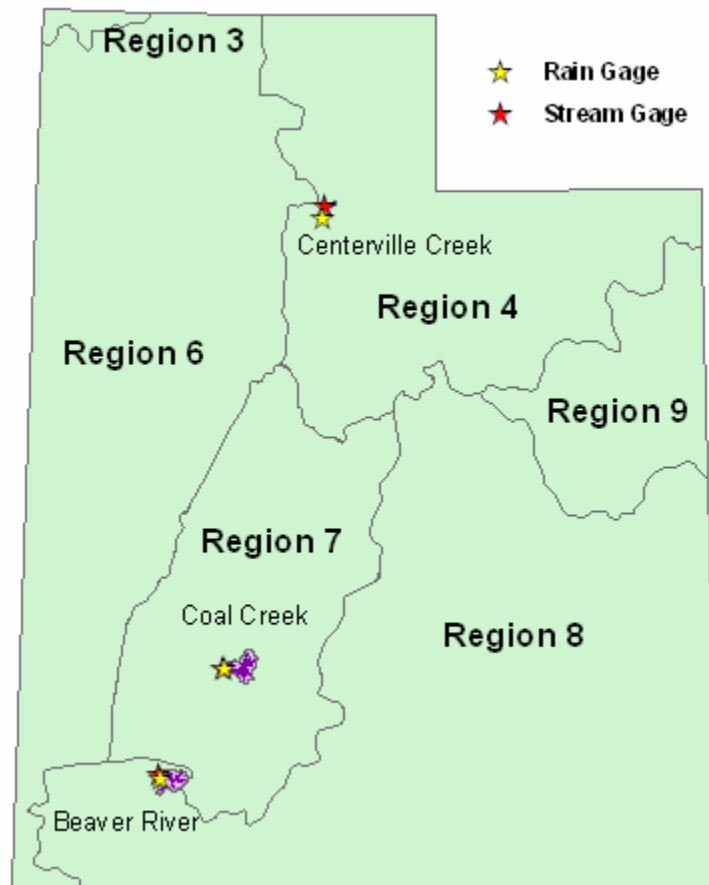 Region 3
Rain Gage
Stream Gage
Centerville Creek
Region 4
Region 6
Region 9
Region 7
Coal Creek
Region 8
Beaver River